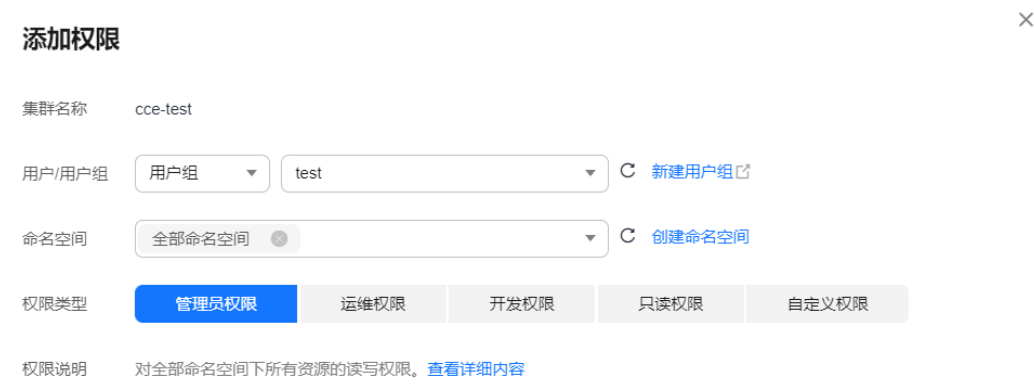 添加权限
集群名称 cce-test
用户/用户组 用户组 test 新建用户组
命名空间 全部命名空间 创建命名空间
权限类型 管理员权限 运维权限 开发权限 只读权限 自定义权限
权限说明 对全部命名空间下所有资源的读写权限。查看详细内容